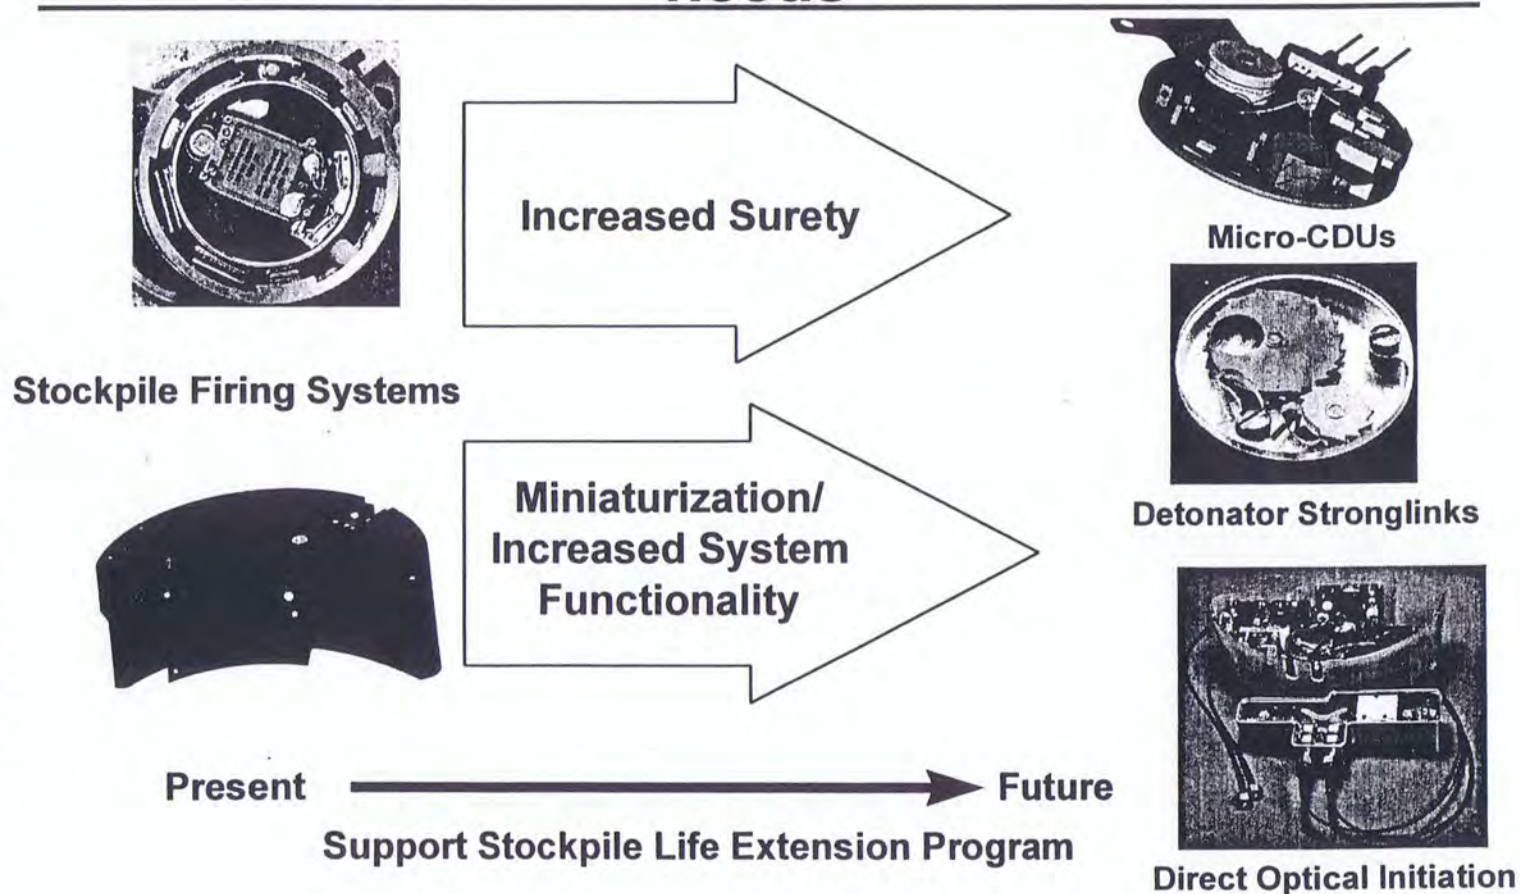 Increased Surety
Micro-CDUs
Stockpile Firing Systems
Miniaturization/
Increased System
Functionality
Detonator Stronglinks
Present
Future
Support Stockpile Life Extension Program
Direct Optical Initiation